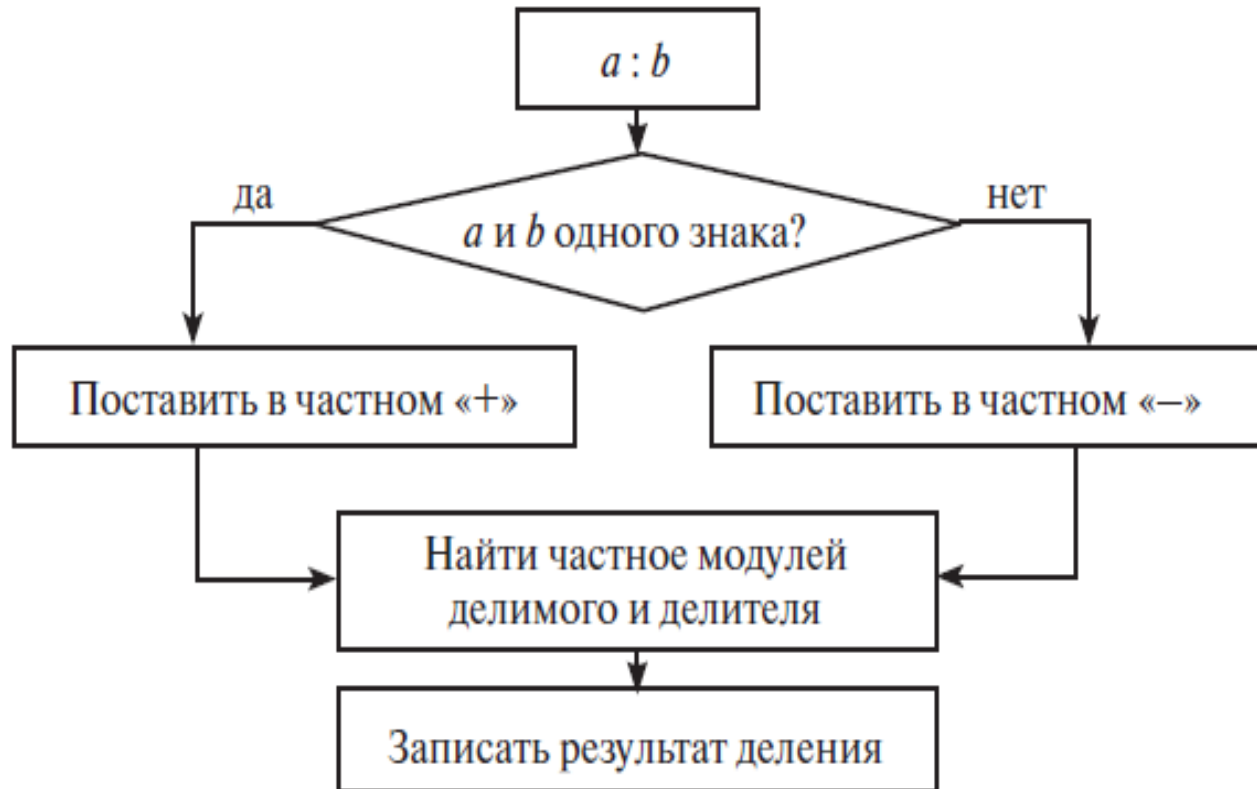 a : b
да
нет
a и b одного знака?
Поставить в частном «+»
Поставить в частном «–»
Найти частное модулей
делимого и делителя
Записать результат деления